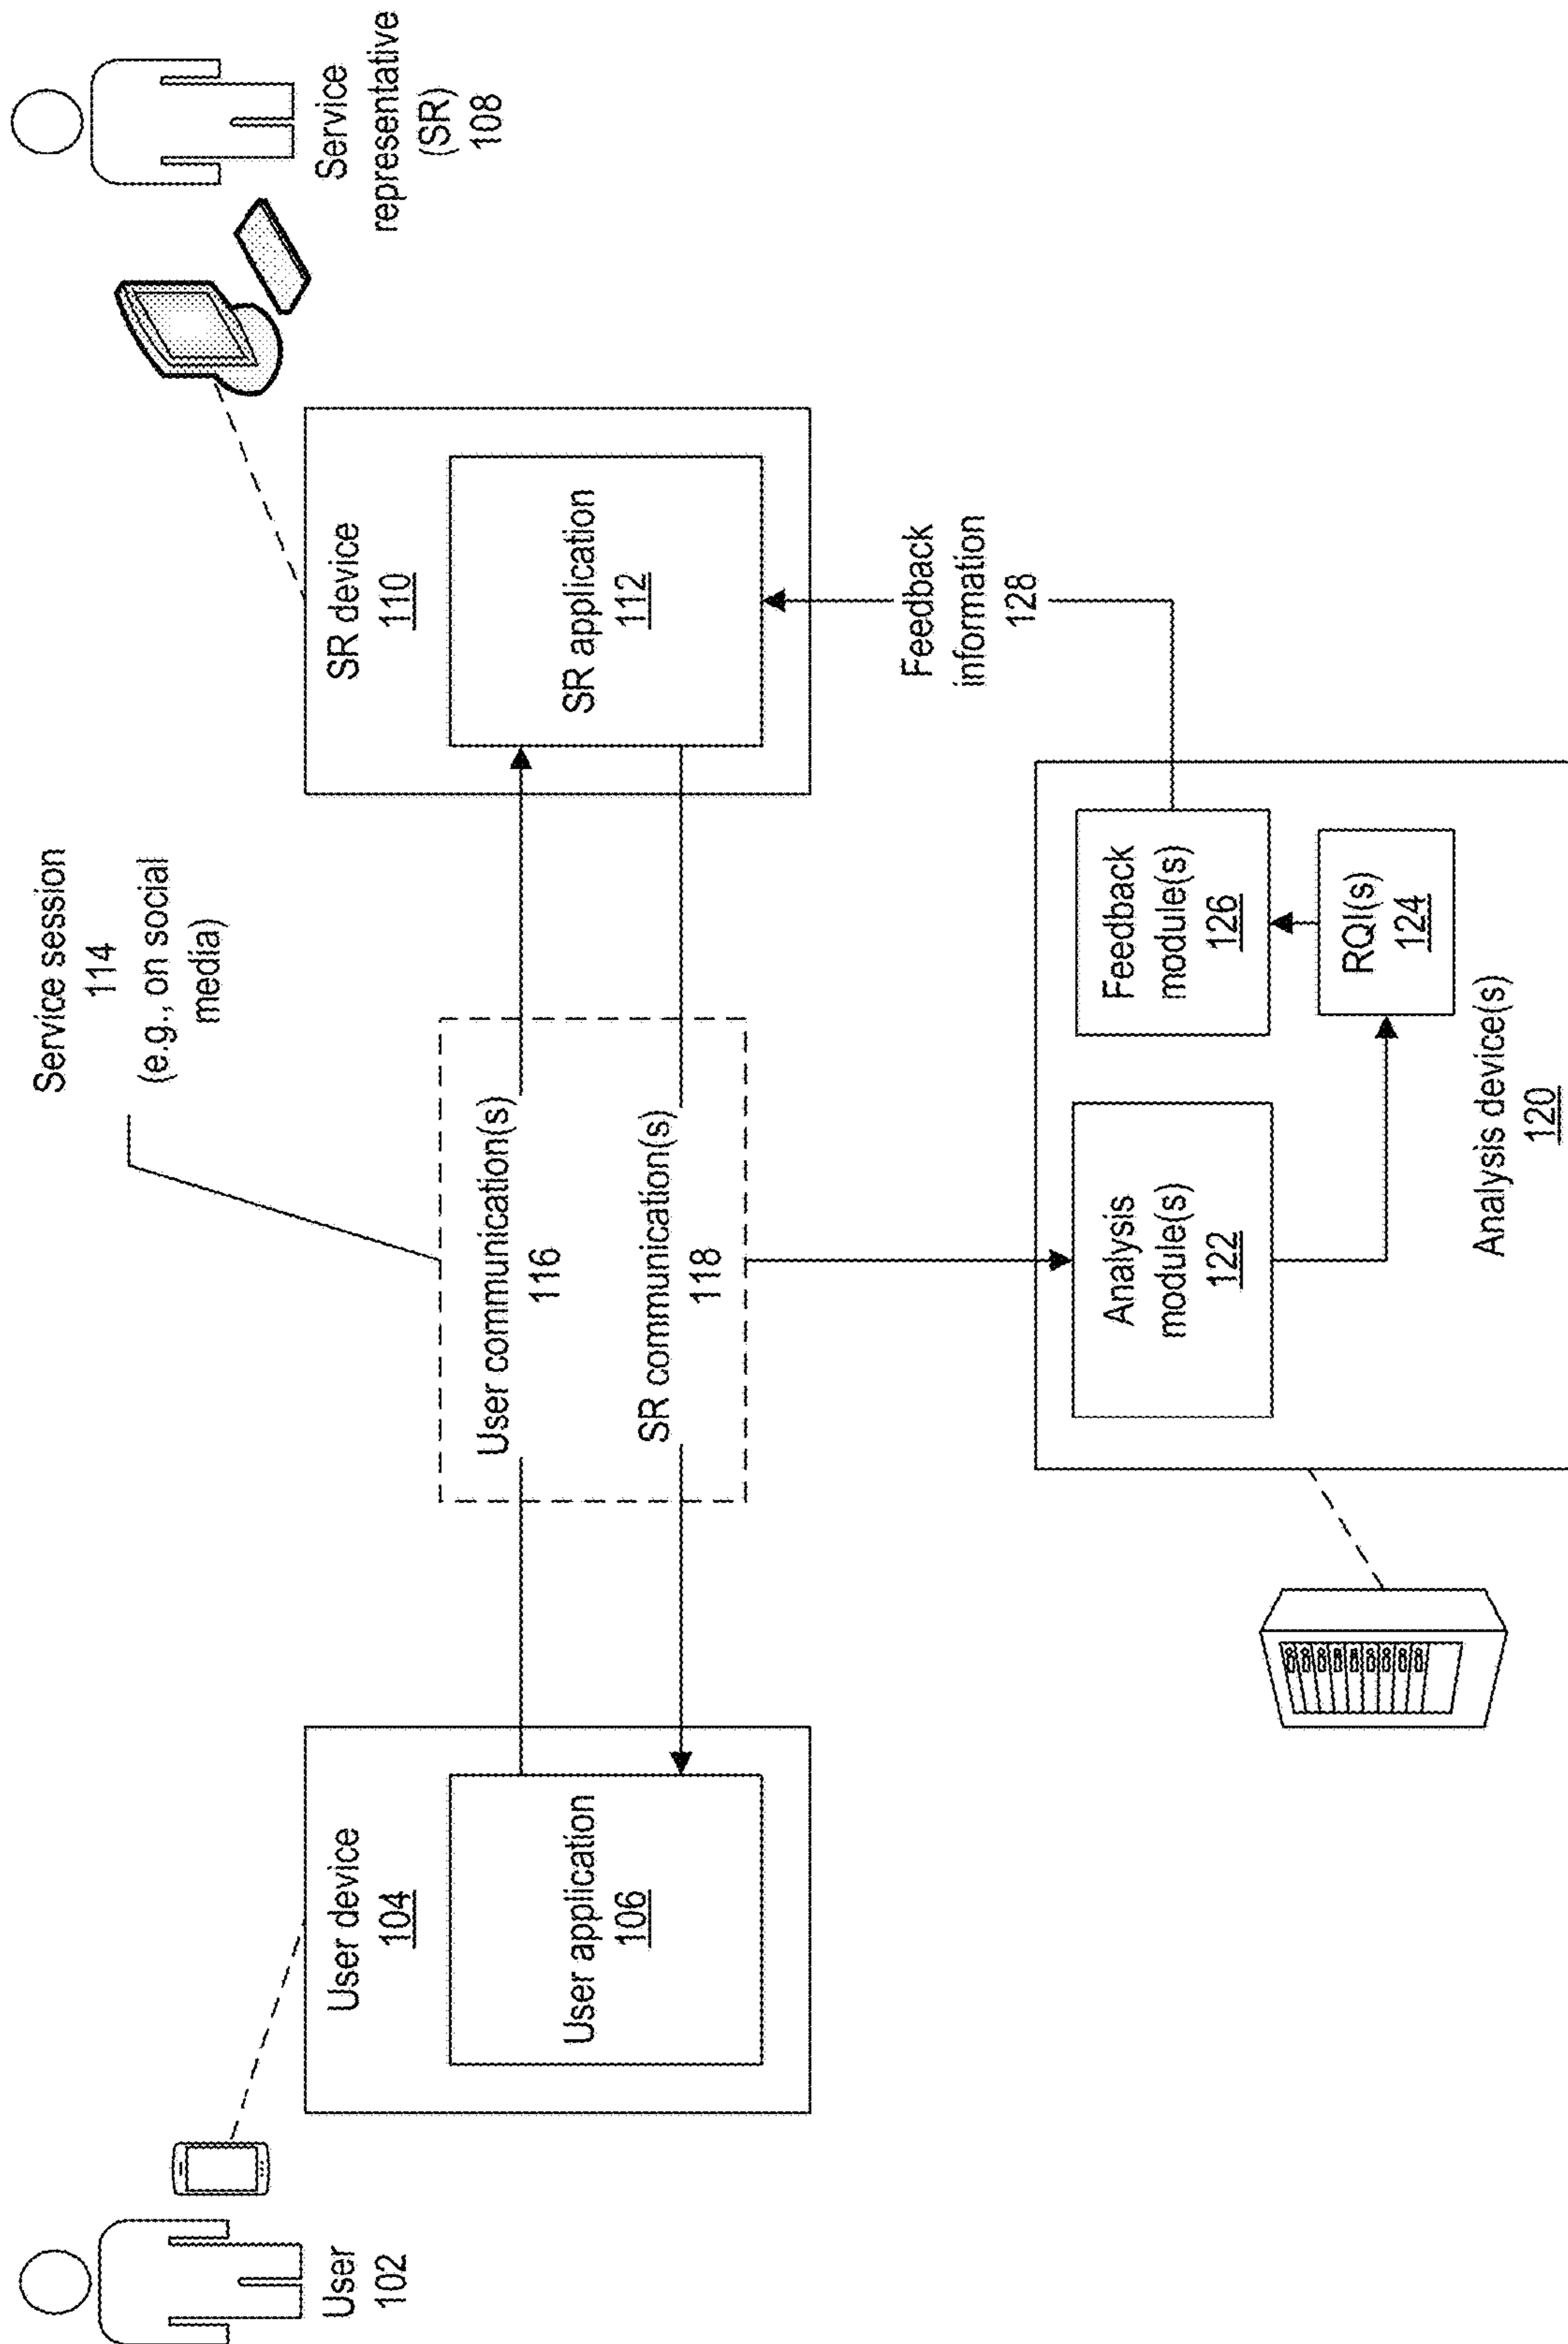 User
102
User device
104
User application
106
Service session
114
(e.g., on social
media)
User communication(s)
116
SR communication(s)
118
Service
representative
(SR)
108
SR device
110
SR application
112
Feedback
information
128
Analysis
module(s)
122
Feedback
module(s)
126
RQI(s)
124
Analysis device(s)
120